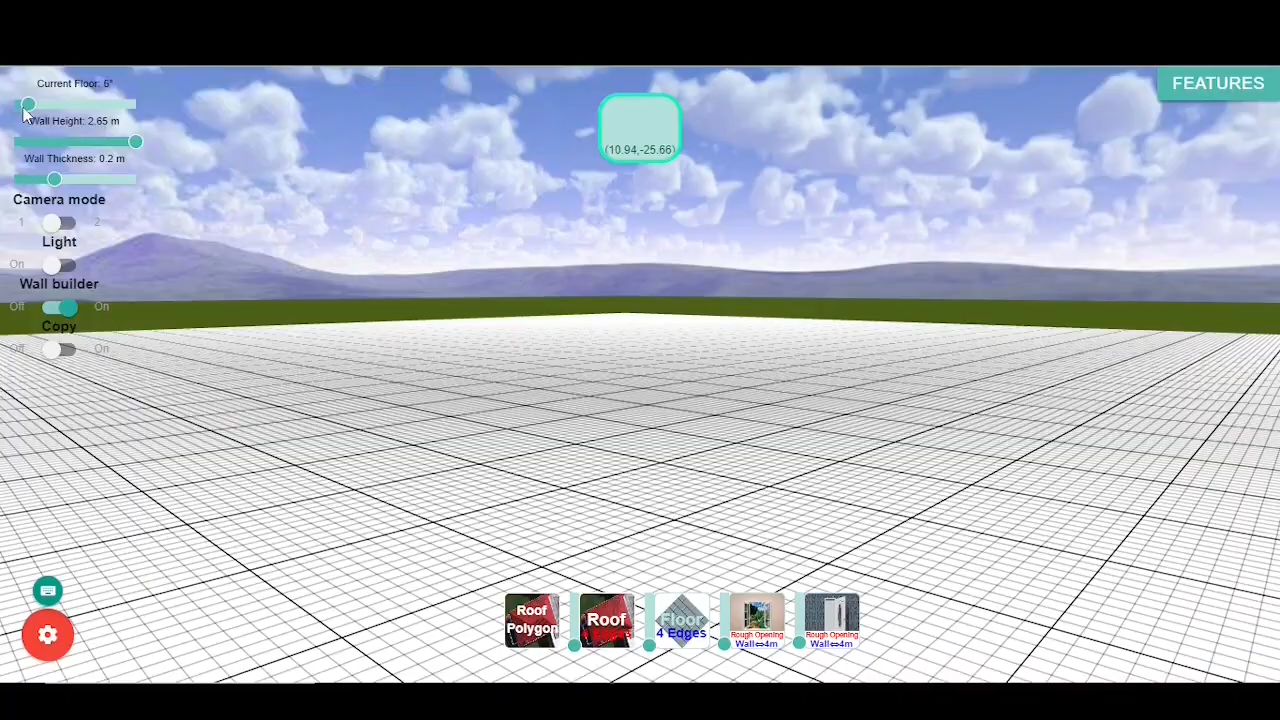 Current Floor: 6°
FEATURES
Wall Height: 2.65 m
(10.94,-25.66)
Wall Thickness: 0.2 m
Camera mode
1 2
Light
On
Wall builder
Off On
Copy
Off On
Roof
Polygon
Roof
Floor
4 Edges
Rough Opening
Wall⇔4m
Rough Opening
Wall⇔4m